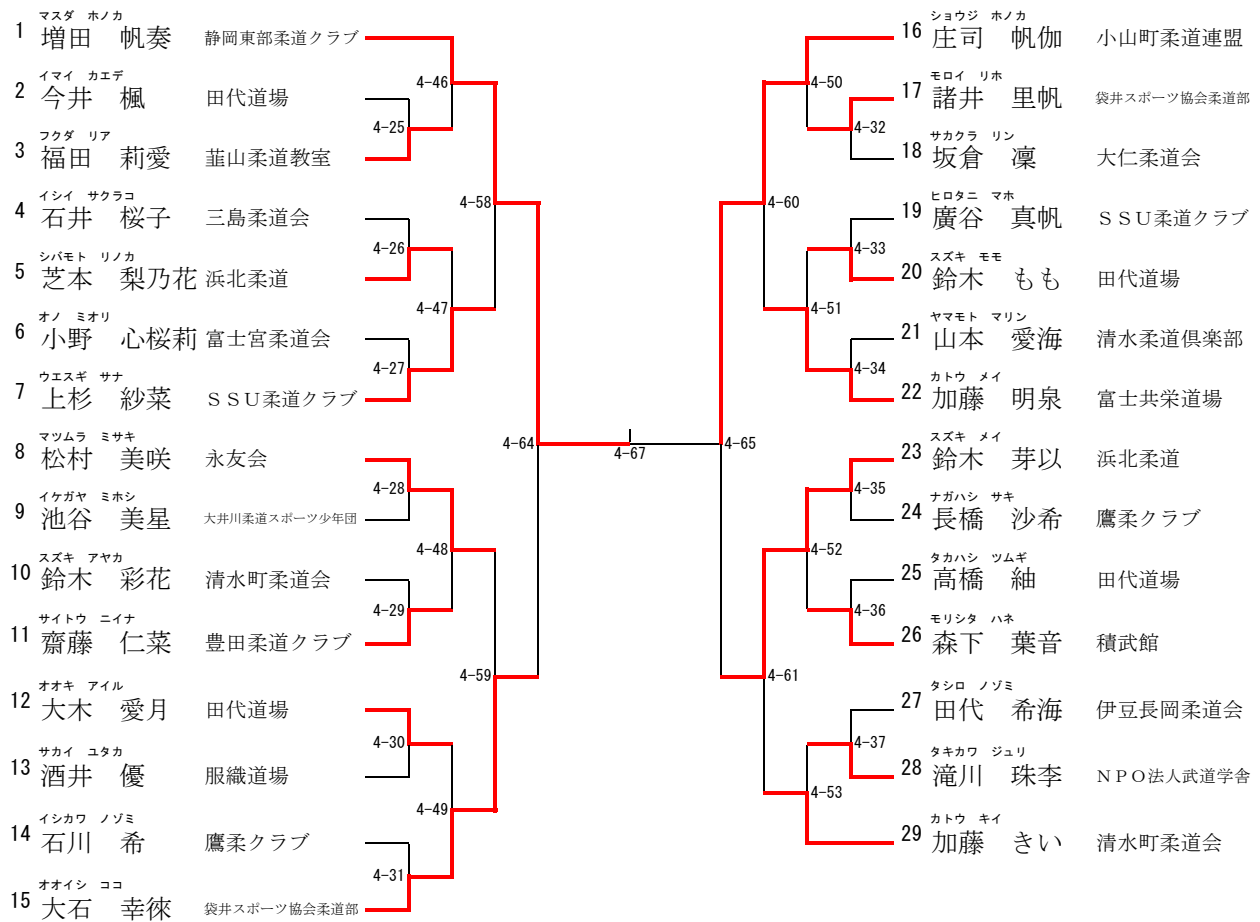 マスダ　ホノカ
1 増田　帆奏 静岡東部柔道クラブ
イマイ　カエデ
2 今井　楓 田代道場
フクダ　リア
3 福田　莉愛 韮山柔道教室
イシイ　サクラコ
4 石井　桜子 三島柔道会
シバモト　リノカ
5 芝本　梨乃花 浜北柔道
オノ　ミオリ
6 小野　心桜莉 富士宮柔道会
ウエスギ　サナ
7 上杉　紗菜 ＳＳＵ柔道クラブ
マツムラ　ミサキ
8 松村　美咲 永友会
イケガヤ　ミホシ
9 池谷　美星 大井川柔道スポーツ少年団
スズキ　アヤカ
10 鈴木　彩花 清水町柔道会
サイトウ　ニイナ
11 齋藤　仁菜 豊田柔道クラブ
オオキ　アイル
12 大木　愛月 田代道場
サカイ　ユタカ
13 酒井　優 服織道場
イシカワ　ノゾミ
14 石川　希 鷹柔クラブ
オオイシ　ココ
15 大石　幸徠 袋井スポーツ協会柔道部
4-25
4-26
4-27
4-28
4-29
4-30
4-31
4-46
4-47
4-48
4-49
4-58
4-59
4-64
4-67
4-65
4-60
4-61
4-50
4-51
4-52
4-53
4-32
4-33
4-34
4-35
4-36
4-37
ショウジ　ホノカ
16 庄司　帆伽 小山町柔道連盟
モロイ　リホ
17 諸井　里帆 袋井スポーツ協会柔道部
サカクラ　リン
18 坂倉　凜 大仁柔道会
ヒロタニ　マホ
19 廣谷　真帆 ＳＳＵ柔道クラブ
スズキ　モモ
20 鈴木　もも 田代道場
ヤマモト　マリン
21 山本　愛海 清水柔道倶楽部
カトウ　メイ
22 加藤　明泉 富士共栄道場
スズキ　メイ
23 鈴木　芽以 浜北柔道
ナガハシ　サキ
24 長橋　沙希 鷹柔クラブ
タカハシ　ツムギ
25 高橋　紬 田代道場
モリシタ　ハネ
26 森下　葉音 積武館
タシロ　ノゾミ
27 田代　希海 伊豆長岡柔道会
タキカワ　ジュリ
28 滝川　珠李 ＮＰＯ法人武道学舎
カトウ　キイ
29 加藤　きい 清水町柔道会